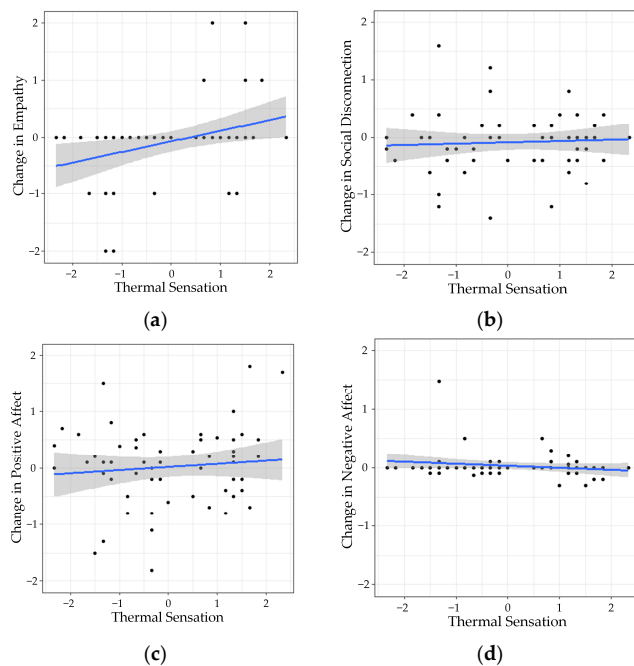 2
1
0
−1
−2
Change in Empathy
−2 −1 0 1 2
Thermal Sensation
(a)
2
1
0
−1
−2
Change in Social Disconnection
−2 −1 0 1 2
Thermal Sensation
(b)
2
1
0
−1
−2
Change in Positive Affect
−2 −1 0 1 2
Thermal Sensation
(c)
2
1
0
−1
−2
Change in Negative Affect
−2 −1 0 1 2
Thermal Sensation
(d)